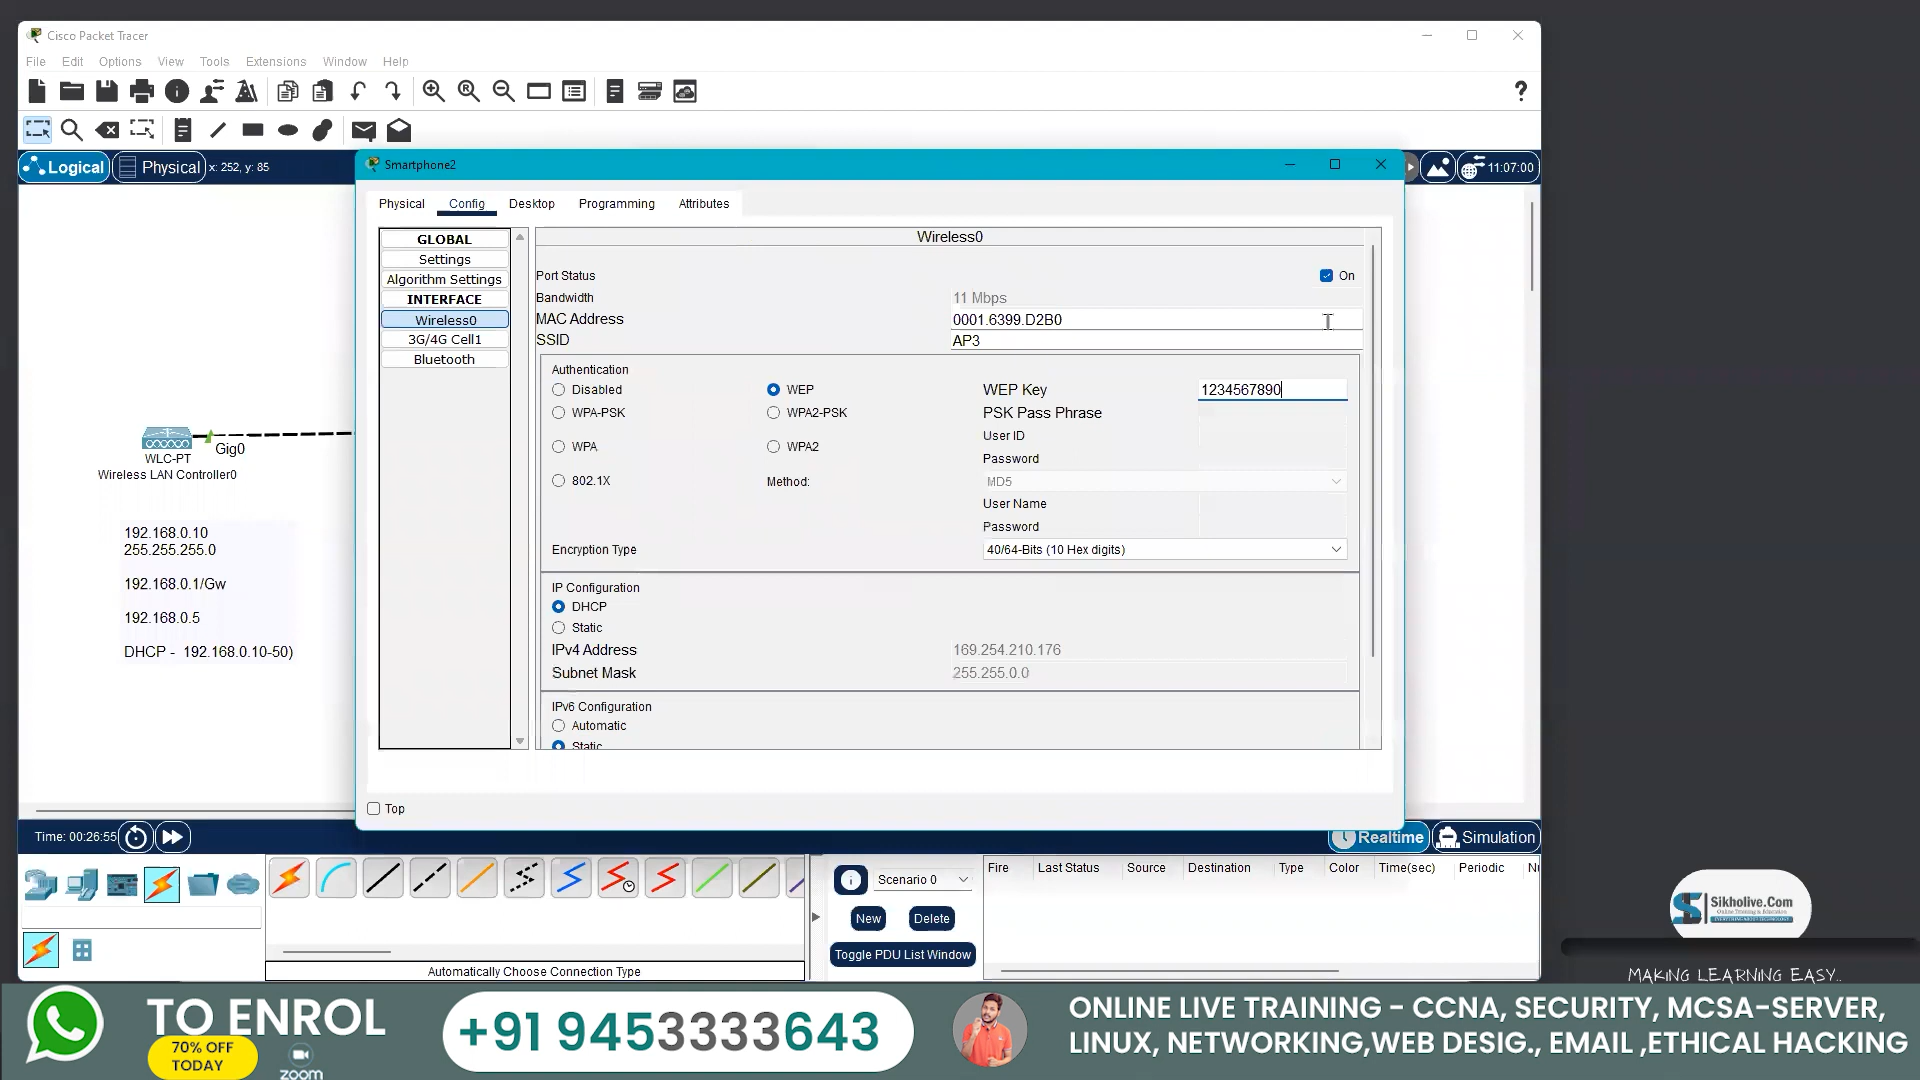 Cisco Packet Tracer
File Edit Options View Tools Extensions Window Help
?
Logical Physical x: 252, y: 85
11:07:00
Smartphone2
Physical Config Desktop Programming Attributes
GLOBAL
Settings
Algorithm Settings
INTERFACE
Wireless0
3G/4G Cell1
Bluetooth
Wireless0
Port Status On
Bandwidth 11 Mbps
MAC Address 0001.6399.D2B0
SSID AP3
Authentication
Disabled WEP WEP Key 1234567890
WPA-PSK WPA2-PSK PSK Pass Phrase
User ID
WPA WPA2
Password
802.1X Method: MD5
User Name
Password
Encryption Type 40/64-Bits (10 Hex digits)
IP Configuration
DHCP
Static
IPv4 Address 169.254.210.176
Subnet Mask 255.255.0.0
IPv6 Configuration
Automatic
Static
Top
Gig0
WLC-PT
Wireless LAN Controller0
192.168.0.10
255.255.255.0
192.168.0.1/Gw
192.168.0.5
DHCP - 192.168.0.10-50)
Time: 00:26:55
Realtime Simulation
Scenario 0
New Delete
Toggle PDU List Window
Fire Last Status Source Destination Type Color Time(sec) Periodic
Automatically Choose Connection Type
Sikholive.Com
Online Training & Education
MAKING LEARNING EASY..
TO ENROL
70% OFF
TODAY
zoom
+91 9453333643
ONLINE LIVE TRAINING - CCNA, SECURITY, MCSA-SERVER,
LINUX, NETWORKING,WEB DESIG., EMAIL ,ETHICAL HACKING